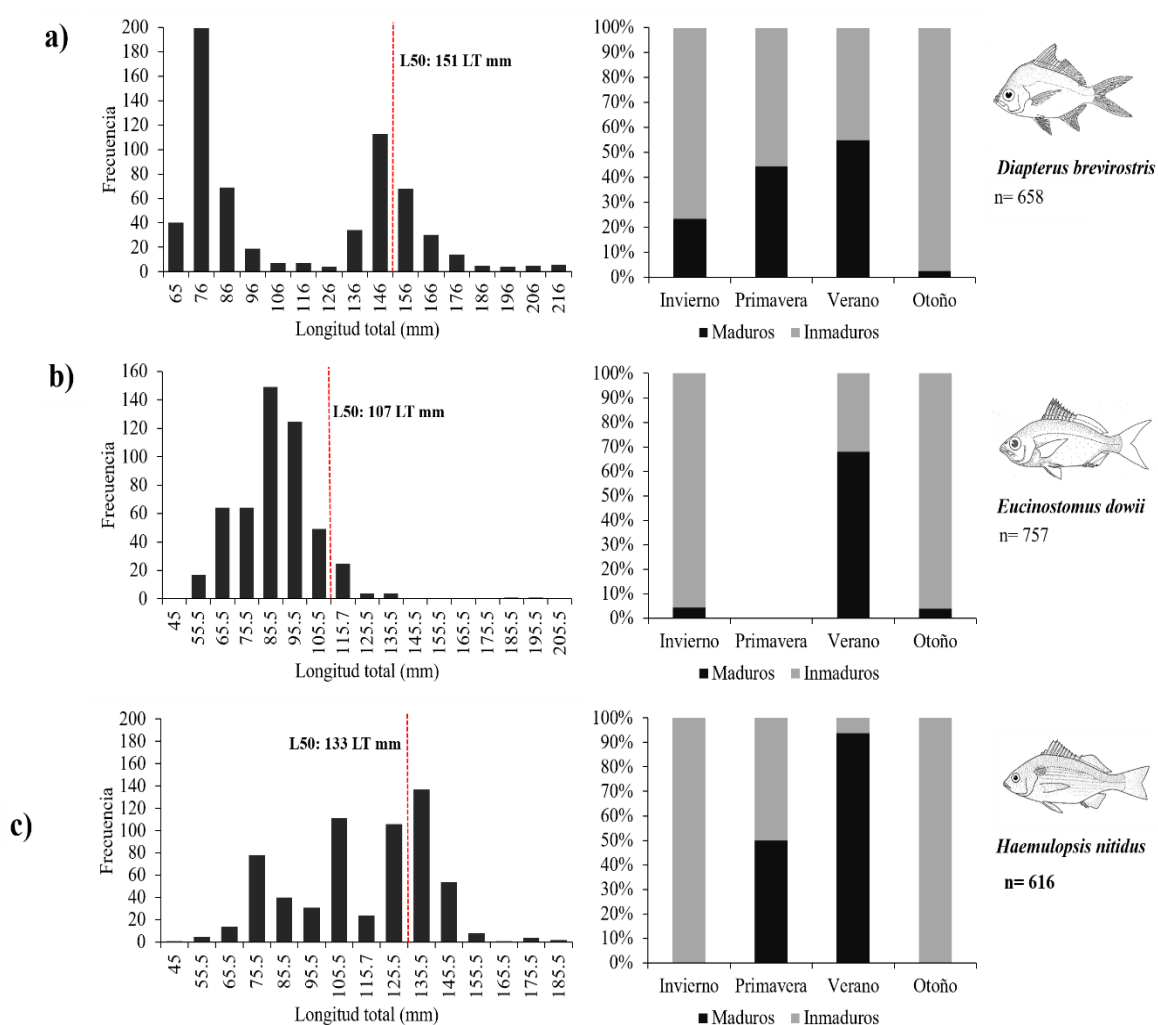 a)
200
180
160
140
120
100
80
60
40
20
0
Frecuencia
L50: 151 LT mm
65 76 86 96 106 116 126 136 146 156 166 176 186 196 206 216
Longitud total (mm)
100%
90%
80%
70%
60%
50%
40%
30%
20%
10%
0%
Invierno Primavera Verano Otoño
Maduros Inmaduros
Diapterus brevirostris
n= 658
b)
160
140
120
100
80
60
40
20
0
Frecuencia
L50: 107 LT mm
45 55.5 65.5 75.5 85.5 95.5 105.5 115.7 125.5 135.5 145.5 155.5 165.5 175.5 185.5 195.5 205.5
Longitud total (mm)
100%
90%
80%
70%
60%
50%
40%
30%
20%
10%
0%
Invierno Primavera Verano Otoño
Maduros Inmaduros
Eucinostomus dowii
n= 757
c)
200
180
160
140
120
100
80
60
40
20
0
Frecuencia
L50: 133 LT mm
45 55.5 65.5 75.5 85.5 95.5 105.5 115.7 125.5 135.5 145.5 155.5 165.5 175.5 185.5
Longitud total (mm)
100%
90%
80%
70%
60%
50%
40%
30%
20%
10%
0%
Invierno Primavera Verano Otoño
Maduros Inmaduros
Haemulopsis nitidus
n= 616